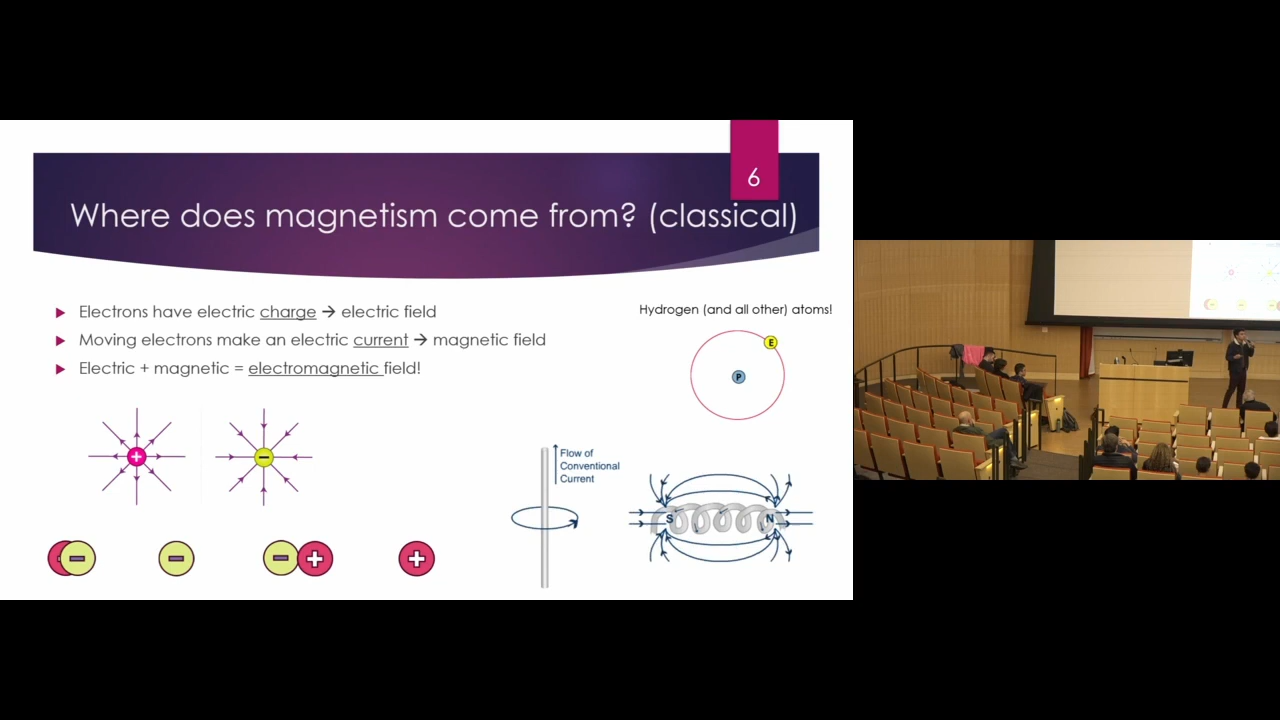 6
Where does magnetism come from? (classical)
Electrons have electric charge → electric field
Moving electrons make an electric current → magnetic field
Electric + magnetic = electromagnetic field!
Hydrogen (and all other) atoms!
E
P
+
−
Flow of
Conventional
Current
S
N
−
−
−
+
+